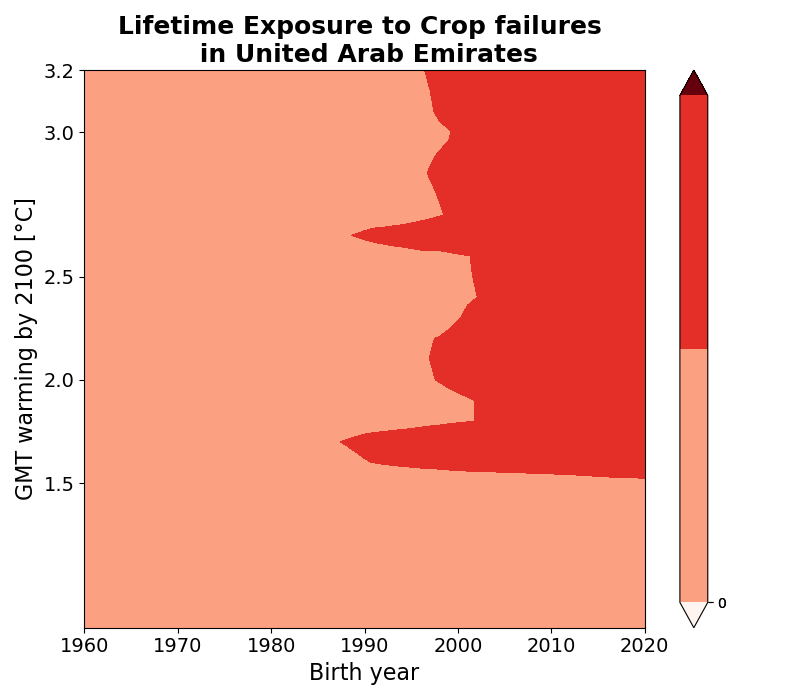 Lifetime Exposure to Crop failures
in United Arab Emirates
GMT warming by 2100 [°C]
3.2
3.0
2.5
2.0
1.5
0
1960 1970 1980 1990 2000 2010 2020
Birth year